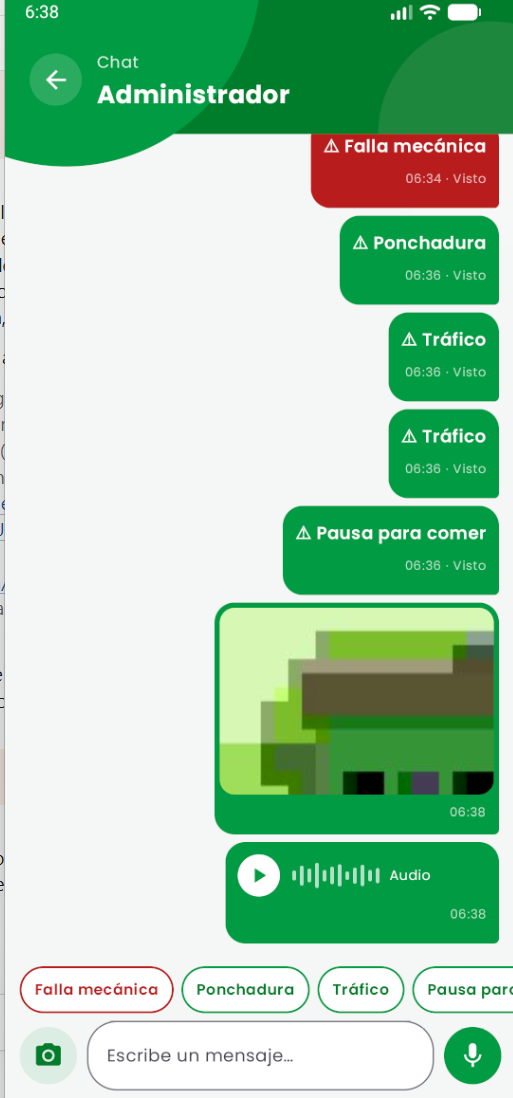 6:38
Chat
Administrador
⚠ Falla mecánica
06:34 · Visto
⚠ Ponchadura
06:36 · Visto
⚠ Tráfico
06:36 · Visto
⚠ Tráfico
06:36 · Visto
⚠ Pausa para comer
06:36 · Visto
06:38
Audio
06:38
Falla mecánica
Ponchadura
Tráfico
Pausa para
Escribe un mensaje...